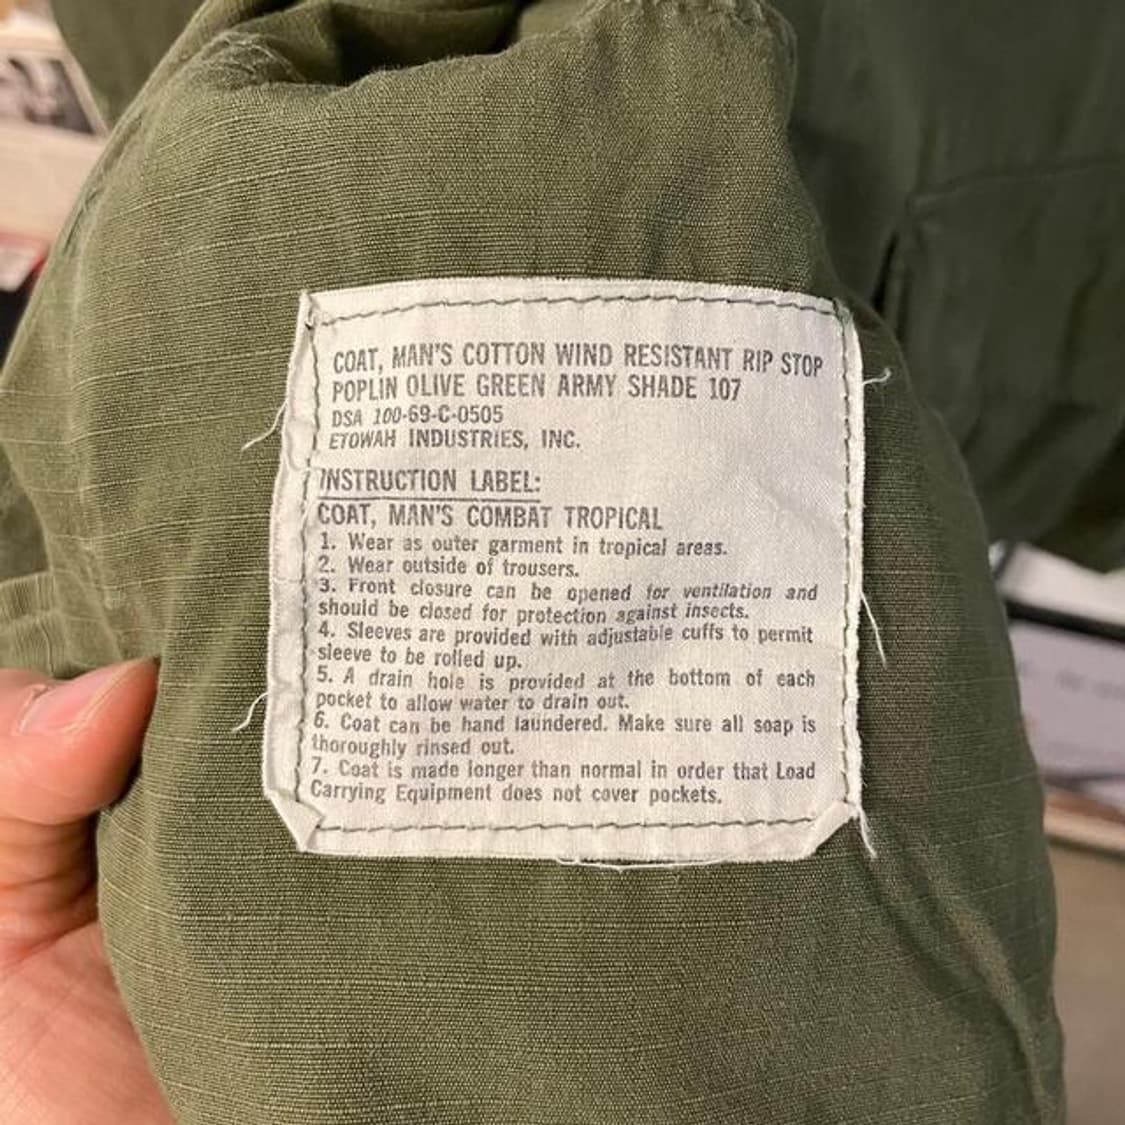 COAT, MAN'S COTTON WIND RESISTANT RIP STOP
POPLIN OLIVE GREEN ARMY SHADE 107
DSA 100-69-C-0505
ETOWAH INDUSTRIES, INC.
INSTRUCTION LABEL:
COAT, MAN'S COMBAT TROPICAL
1. Wear as outer garment in tropical areas.
2. Wear outside of trousers.
3. Front closure can be opened for ventilation and
should be closed for protection against insects.
4. Sleeves are provided with adjustable cuffs to permit
sleeve to be rolled up.
5. A drain hole is provided at the bottom of each
pocket to allow water to drain out.
6. Coat can be hand laundered. Make sure all soap is
thoroughly rinsed out.
7. Coat is made longer than normal in order that Load
Carrying Equipment does not cover pockets.